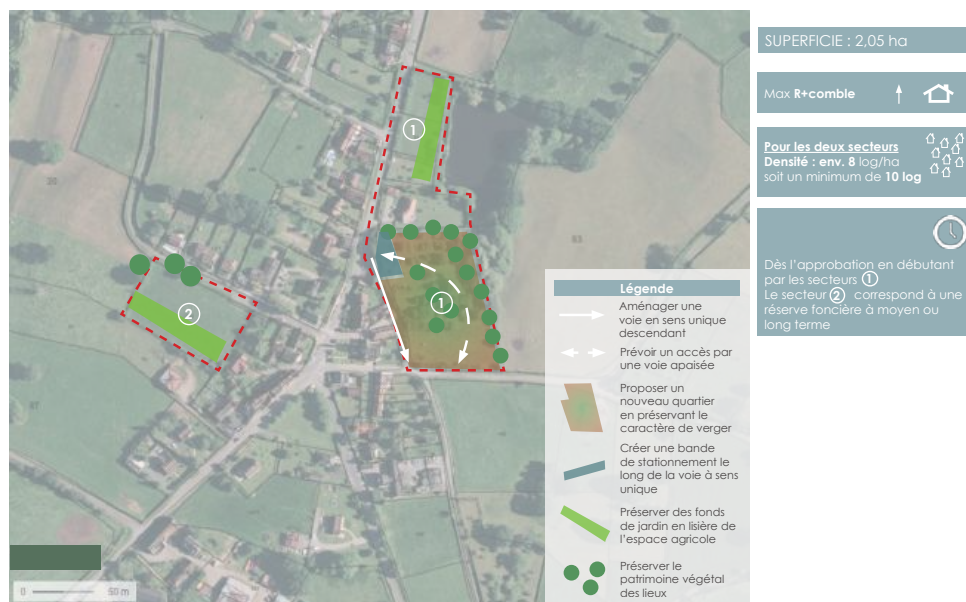 SUPERFICIE : 2,05 ha
Max R+comble
Pour les deux secteurs
Densité : env. 8 log/ha
soit un minimum de 10 log
Dès l'approbation en débutant
par les secteurs 1
Le secteur 2 correspond à une
réserve foncière à moyen ou
long terme
1
1
2
Légende
Aménager une
voie en sens unique
descendant
Prévoir un accès par
une voie apaisée
Proposer un
nouveau quartier
en préservant le
caractère de verger
Créer une bande
de stationnement le
long de la voie à sens
unique
Préserver des fonds
de jardin en lisière de
l'espace agricole
Préserver le
patrimoine végétal
des lieux
0 50 m